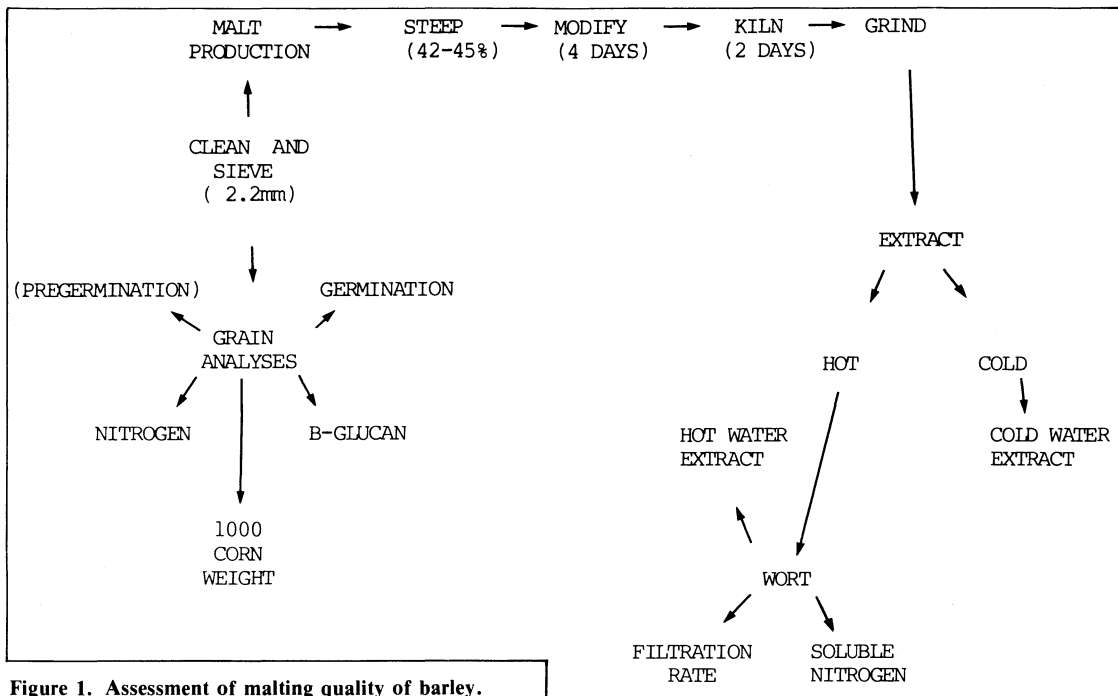 MALT
PRODUCTION
STEEP
(42-45%)
MODIFY
(4 DAYS)
KILN
(2 DAYS)
GRIND
CLEAN AND
SIEVE
( 2.2mm)
(PREGERMINATION)
GERMINATION
GRAIN
ANALYSES
NITROGEN
B-GLUCAN
1000
CORN
WEIGHT
EXTRACT
HOT
COLD
HOT WATER
EXTRACT
COLD WATER
EXTRACT
WORT
FILTRATION
RATE
SOLUBLE
NITROGEN
Figure 1. Assessment of malting quality of barley.